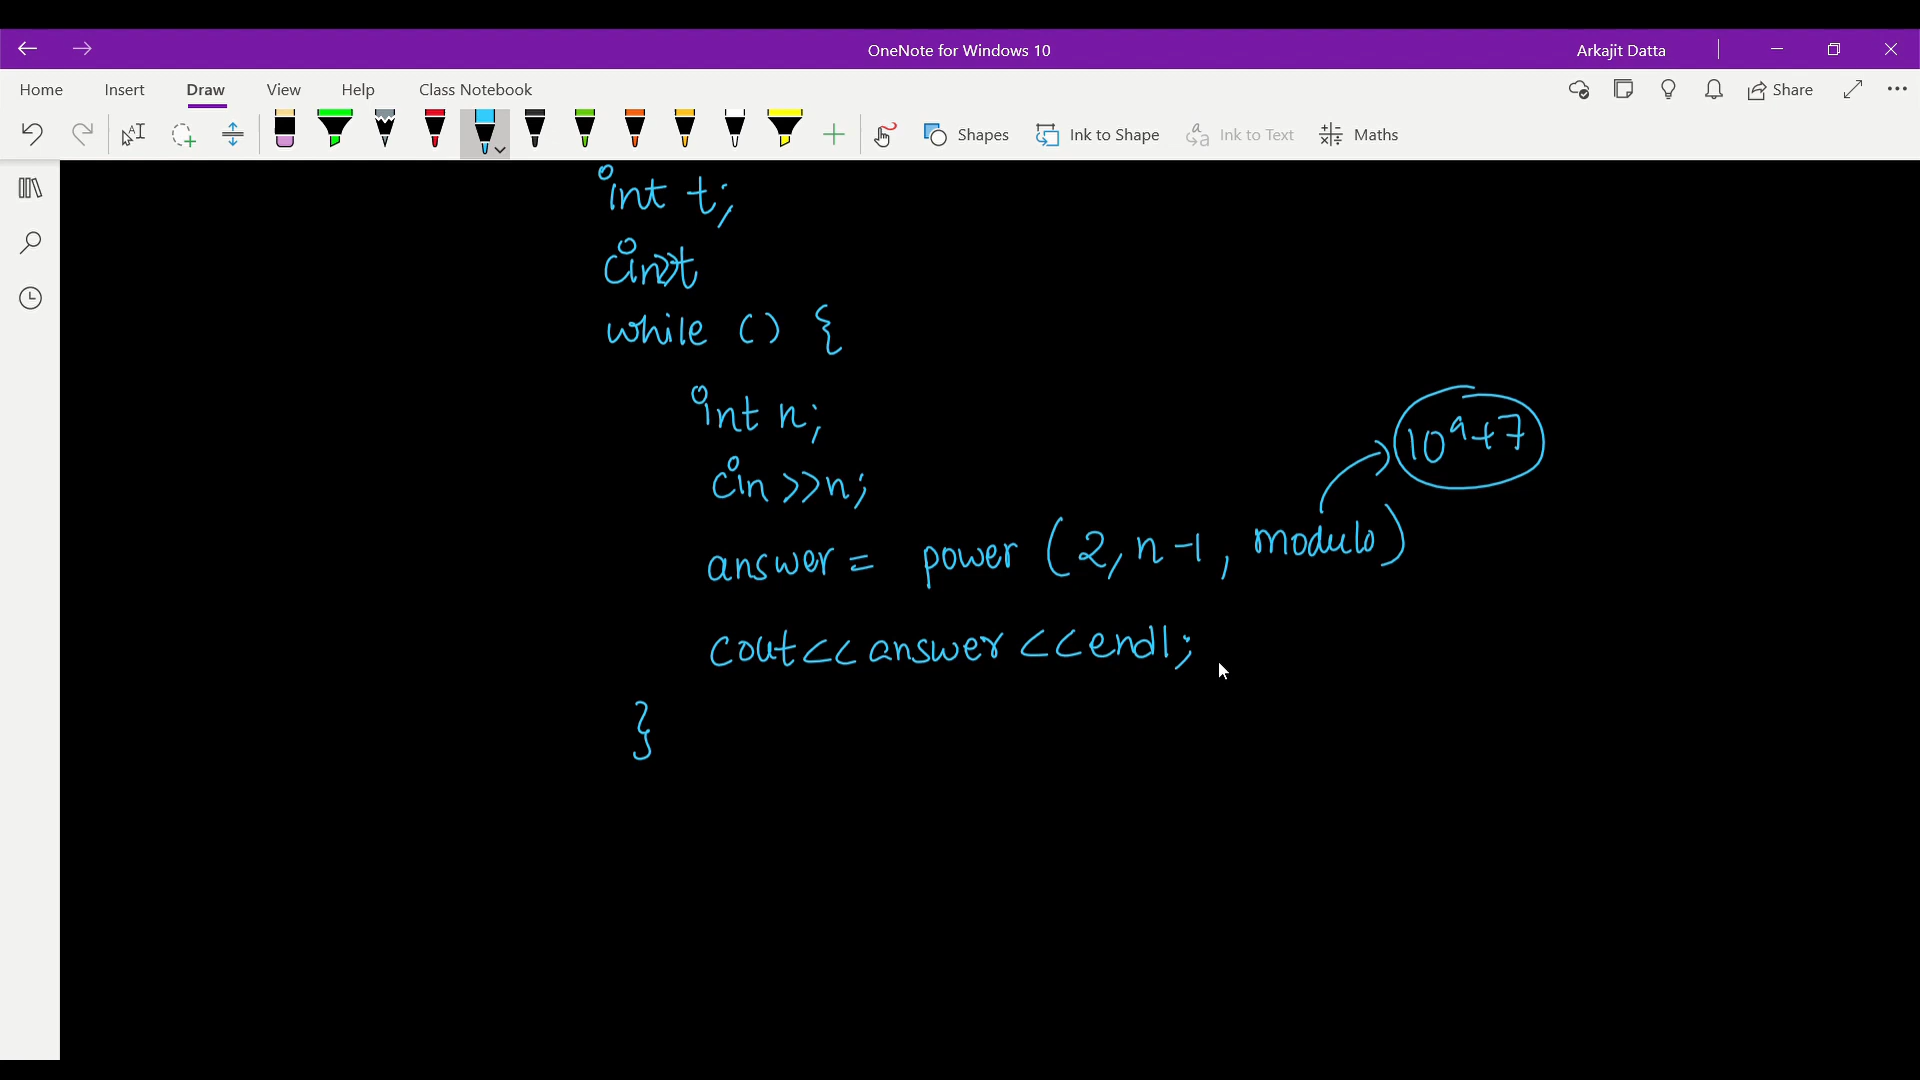 OneNote for Windows 10
Arkajit Datta
Home Insert Draw View Help Class Notebook Share
Shapes Ink to Shape Ink to Text Maths
int t;
cin>>t
while () {
int n;
cin >>n;
10^9+7
answer = power (2, n-1, modulo)
cout<< answer <<endl;
}